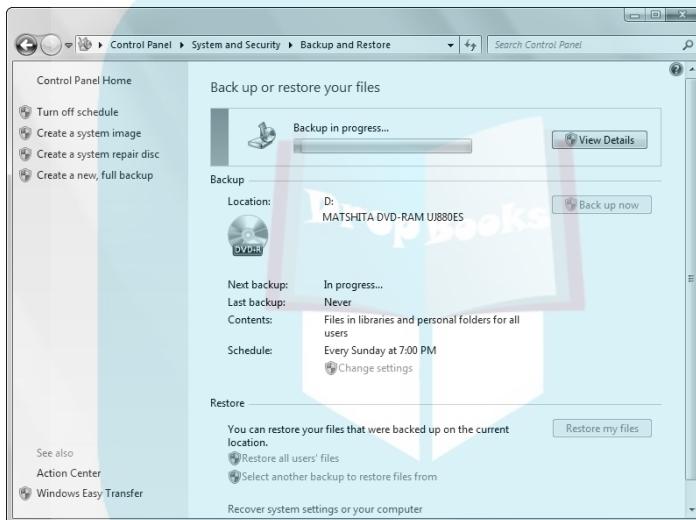 Control Panel
System and Security
Backup and Restore
Search Control Panel
Control Panel Home
Turn off schedule
Create a system image
Create a system repair disc
Create a new, full backup
See also
Action Center
Windows Easy Transfer
Back up or restore your files
Backup in progress...
View Details
Backup
Location:
D:
MATSHITA DVD-RAM UJ880ES
Back up now
DVD+R
Drop Books
Next backup:
In progress...
Last backup:
Never
Contents:
Files in libraries and personal folders for all
users
Schedule:
Every Sunday at 7:00 PM
Change settings
Restore
You can restore your files that were backed up on the current
location.
Restore my files
Restore all users' files
Select another backup to restore files from
Recover system settings or your computer